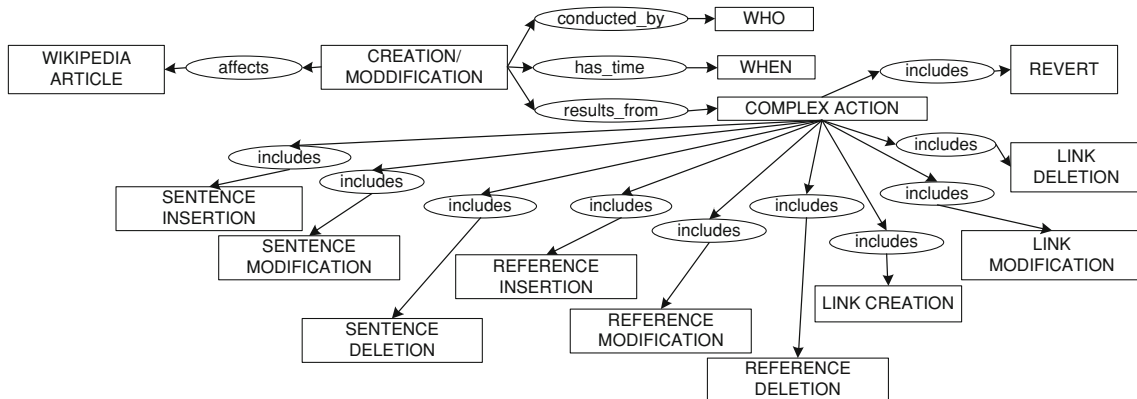 conducted_by
WHO
WIKIPEDIA
ARTICLE
affects
CREATION/
MODDIFICATION
has_time
WHEN
includes
REVERT
results_from
COMPLEX ACTION
includes
LINK
DELETION
includes
SENTENCE
INSERTION
includes
SENTENCE
MODIFICATION
includes
SENTENCE
DELETION
includes
REFERENCE
INSERTION
includes
REFERENCE
MODIFICATION
includes
REFERENCE
DELETION
includes
LINK CREATION
includes
LINK
MODIFICATION